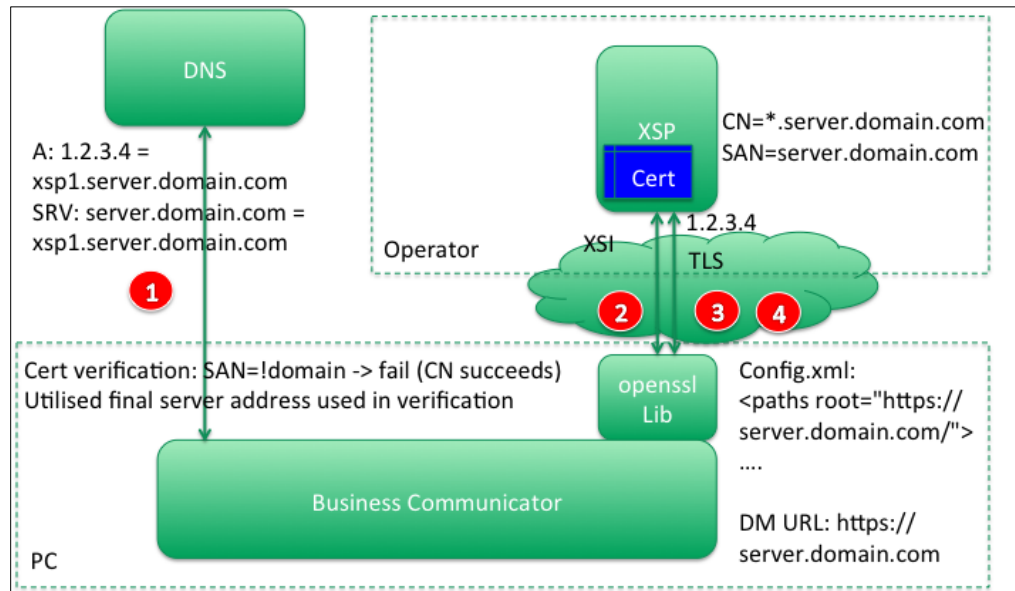 DNS
A: 1.2.3.4 =
xsp1.server.domain.com
SRV: server.domain.com =
xsp1.server.domain.com
1
XSP
Cert
CN=*.server.domain.com
SAN=server.domain.com
Operator
XSI
1.2.3.4
TLS
2
3
4
Cert verification: SAN=!domain -> fail (CN succeeds)
Utilised final server address used in verification
openssl
Lib
Config.xml:
<paths root="https://
server.domain.com/">
....
DM URL: https://
server.domain.com
Business Communicator
PC